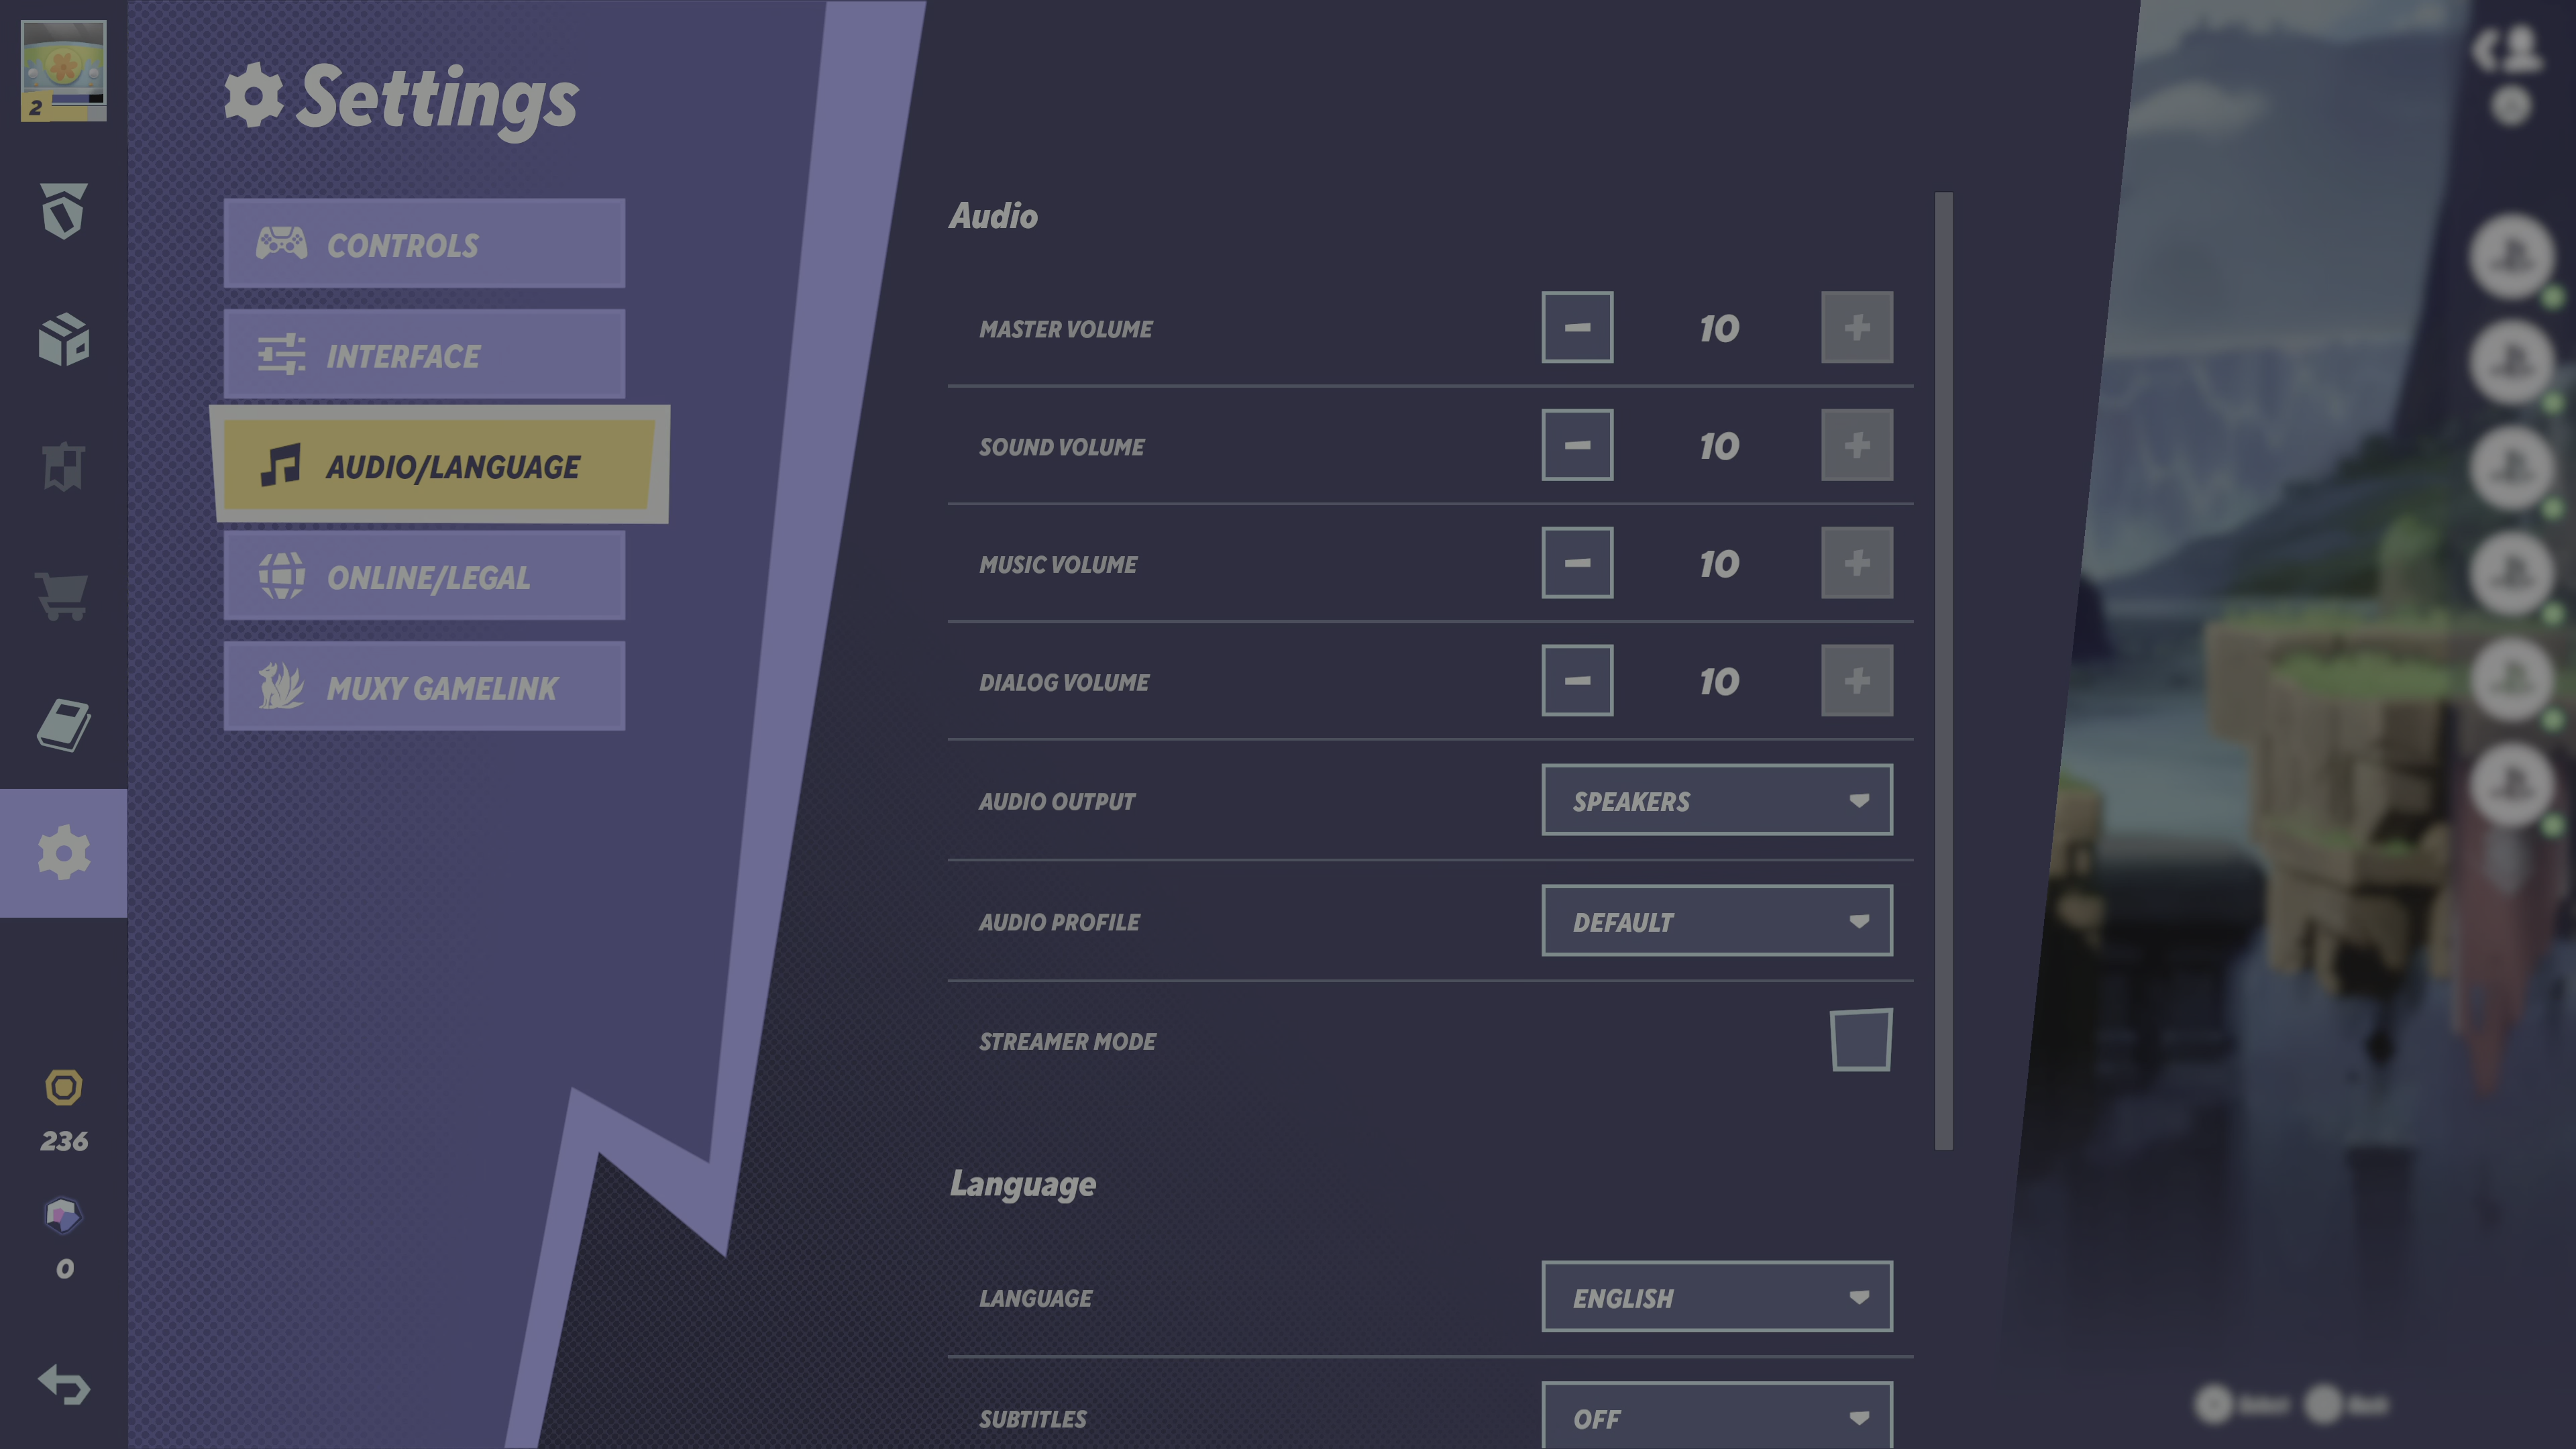 2
Settings
CONTROLS
INTERFACE
AUDIO/LANGUAGE
ONLINE/LEGAL
MUXY GAMELINK
236
0
Audio
MASTER VOLUME 10
SOUND VOLUME 10
MUSIC VOLUME 10
DIALOG VOLUME 10
AUDIO OUTPUT SPEAKERS
AUDIO PROFILE DEFAULT
STREAMER MODE
Language
LANGUAGE ENGLISH
SUBTITLES OFF